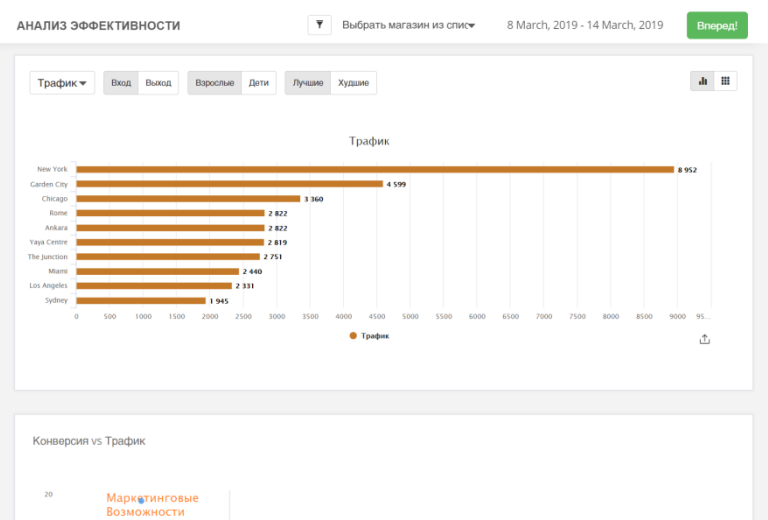 АНАЛИЗ ЭФФЕКТИВНОСТИ
Выбрать магазин из спис
8 March, 2019 - 14 March, 2019
Вперед!
Трафик
Вход Выход
Взрослые Дети
Лучшие Худшие
Трафик
New York 8 952
Garden City 4 599
Chicago 3 360
Rome 2 822
Ankara 2 822
Yaya Centre 2 819
The Junction 2 751
Miami 2 440
Los Angeles 2 331
Sydney 1 945
0 500 1000 1500 2000 2500 3000 3500 4000 4500 5000 5500 6000 6500 7000 7500 8000 8500 9000 95...
Трафик
Конверсия vs Трафик
20
Маркетинговые
Возможности